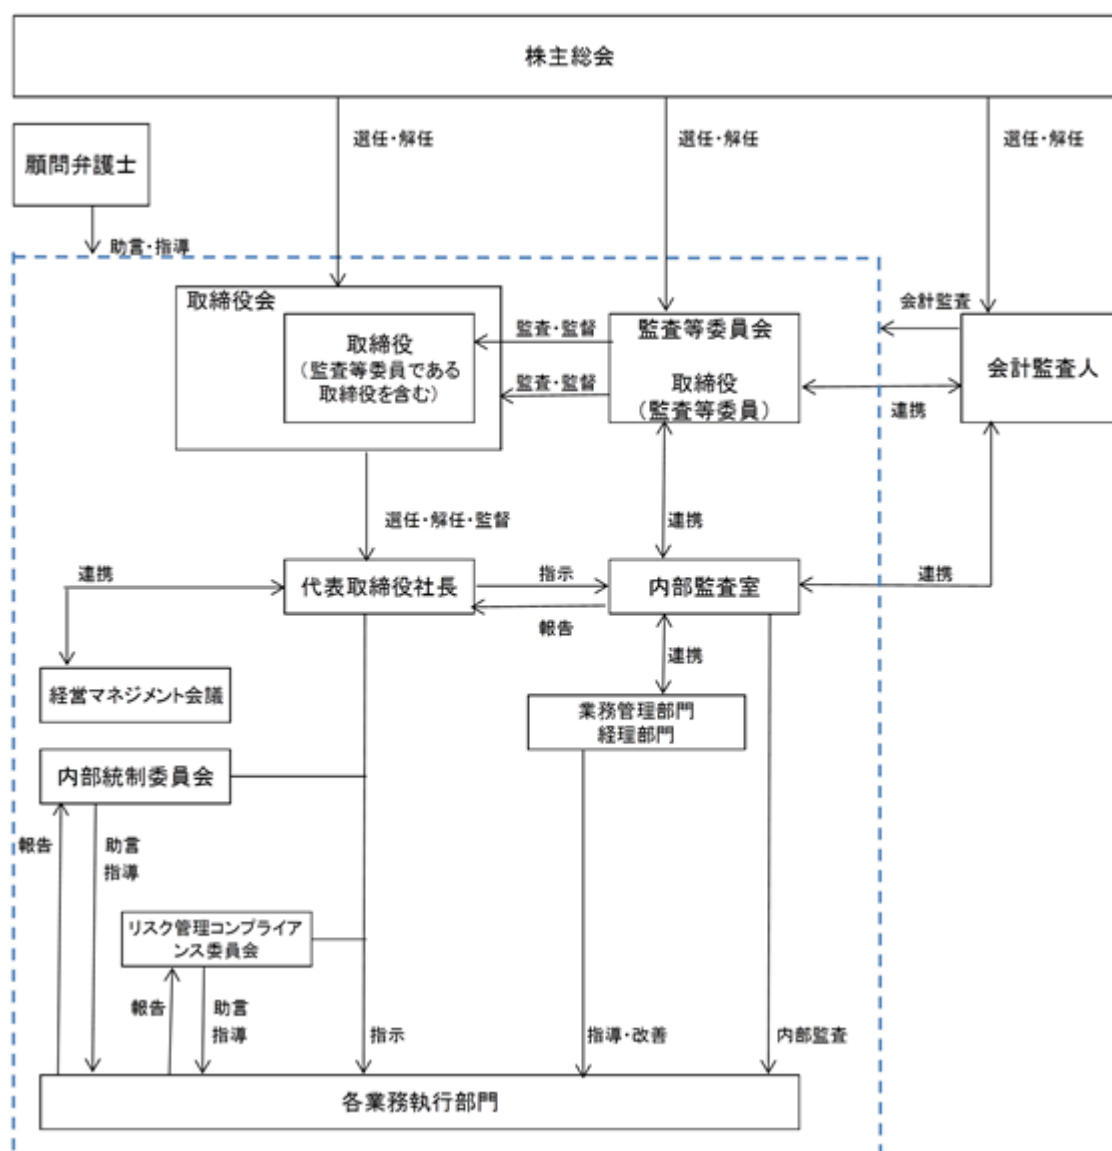 株主総会
選任・解任
選任・解任
選任・解任
顧問弁護士
助言・指導
取締役会
取締役
（監査等委員である
取締役を含む）
監査・監督
監査・監督
監査等委員会
取締役
（監査等委員）
会計監査
会計監査人
連携
選任・解任・監督
連携
連携
代表取締役社長
指示
報告
内部監査室
連携
連携
経営マネジメント会議
業務管理部門
経理部門
内部統制委員会
報告
助言
指導
リスク管理コンプライア
ンス委員会
報告
助言
指導
指示
指導・改善
内部監査
各業務執行部門